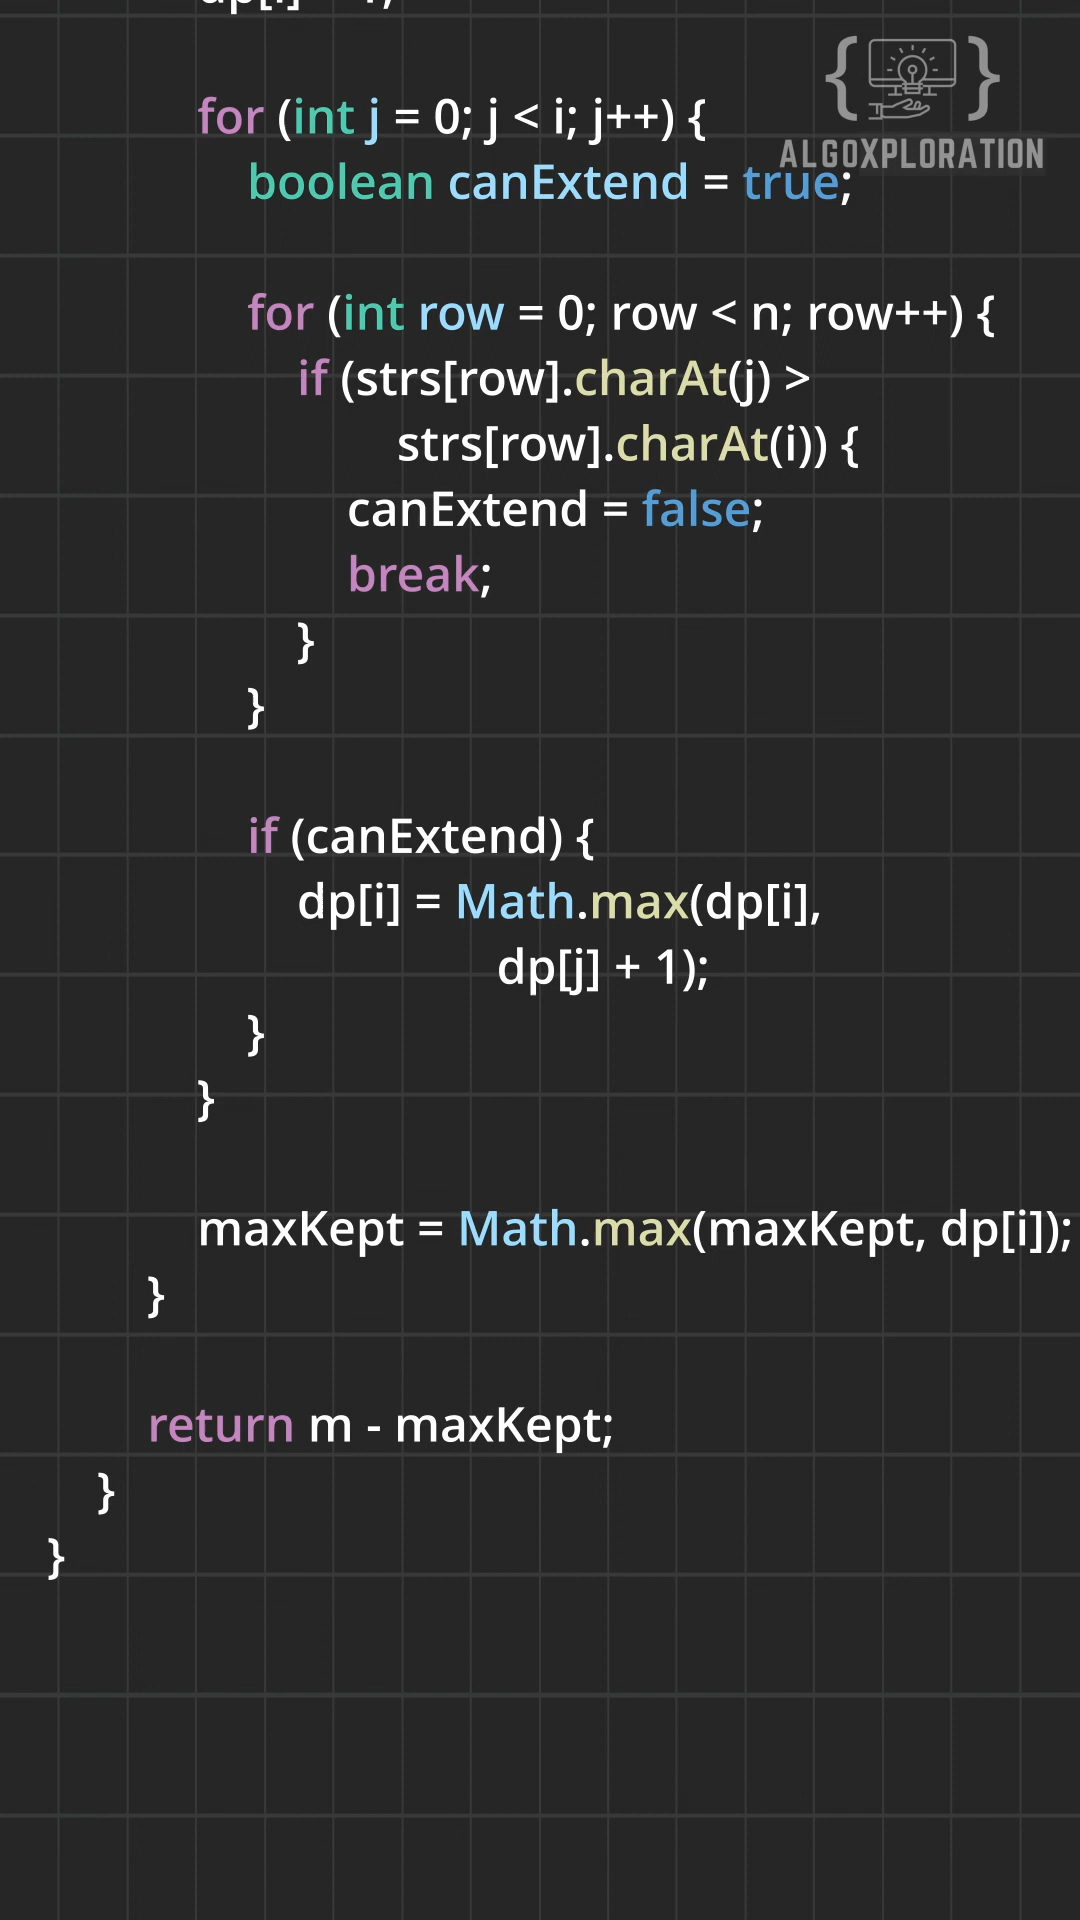 for (int j = 0; j < i; j++) {
boolean canExtend = true;
ALGOXPLORATION
for (int row = 0; row < n; row++) {
if (strs[row].charAt(j) >
strs[row].charAt(i)) {
canExtend = false;
break;
}
}
if (canExtend) {
dp[i] = Math.max(dp[i],
dp[j] + 1);
}
}
maxKept = Math.max(maxKept, dp[i]);
}
return m - maxKept;
}
}